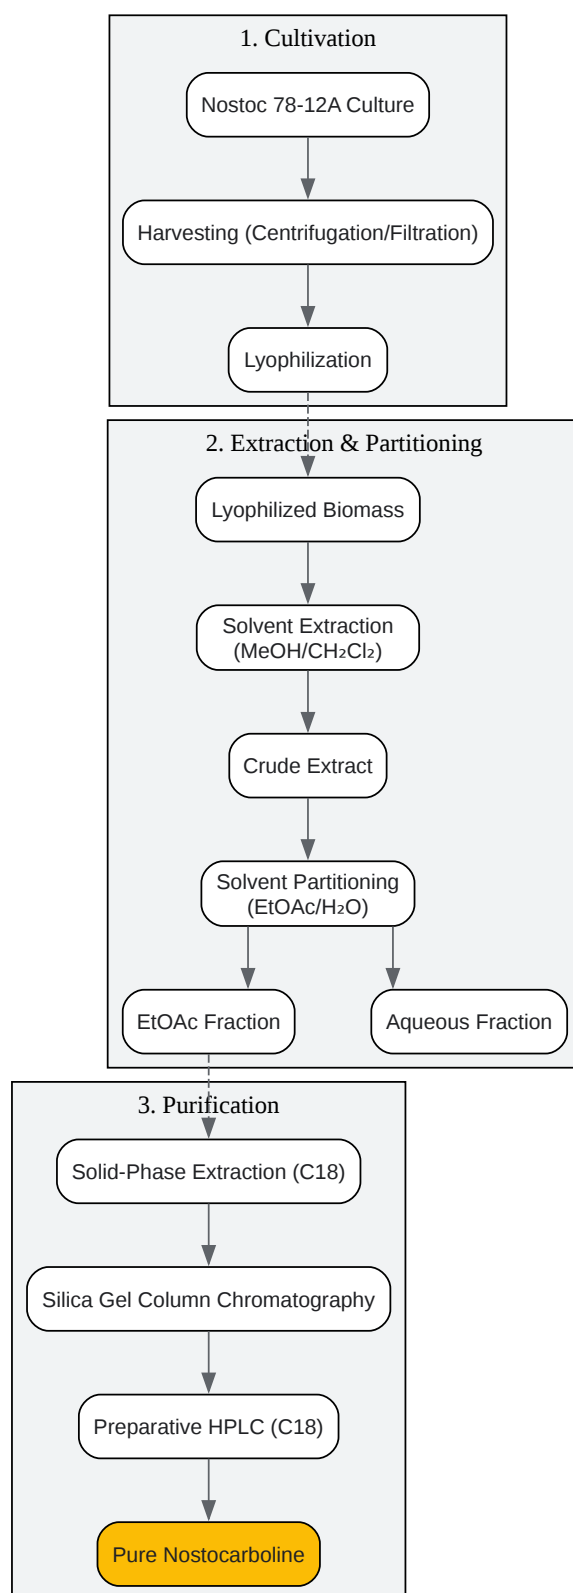 1. Cultivation
Nostoc 78-12A Culture
Harvesting (Centrifugation/Filtration)
Lyophilization
2. Extraction & Partitioning
Lyophilized Biomass
Solvent Extraction
(MeOH/CH₂Cl₂)
Crude Extract
Solvent Partitioning
(EtOAc/H₂O)
EtOAc Fraction
Aqueous Fraction
3. Purification
Solid-Phase Extraction (C18)
Silica Gel Column Chromatography
Preparative HPLC (C18)
Pure Nostocarboline